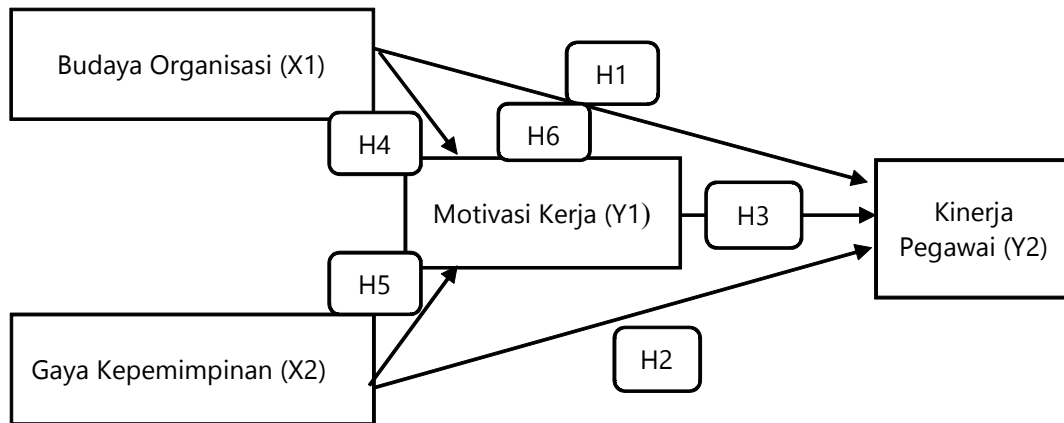 Budaya Organisasi (X1)
H1
H4
H6
Motivasi Kerja (Y1)
H3
Kinerja
Pegawai (Y2)
H5
Gaya Kepemimpinan (X2)
H2